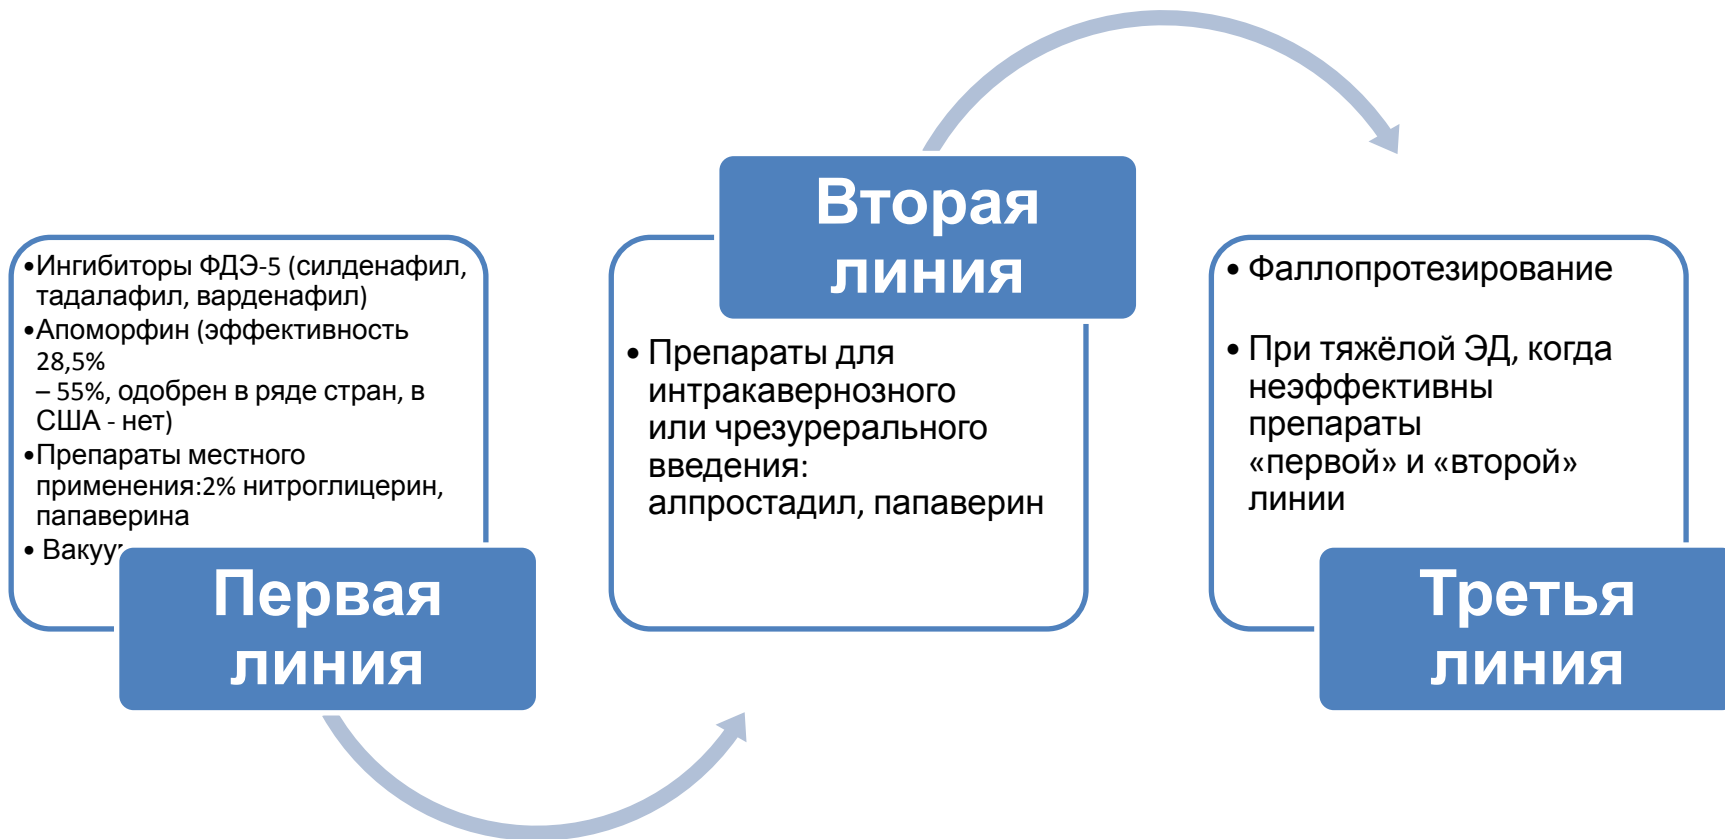 •Ингибиторы ФДЭ-5 (силденафил,
тадалафил, варденафил)
•Апоморфин (эффективность
28,5%
– 55%, одобрен в ряде стран, в
США - нет)
•Препараты местного
применения:2% нитроглицерин,
папаверина
Первая
линия
Вторая
линия
• Препараты для
интракавернозного
или чрезурерального
введения:
алпростадил, папаверин
• Фаллопротезирование
• При тяжёлой ЭД, когда
неэффективны
препараты
«первой» и «второй»
линии
Третья
линия